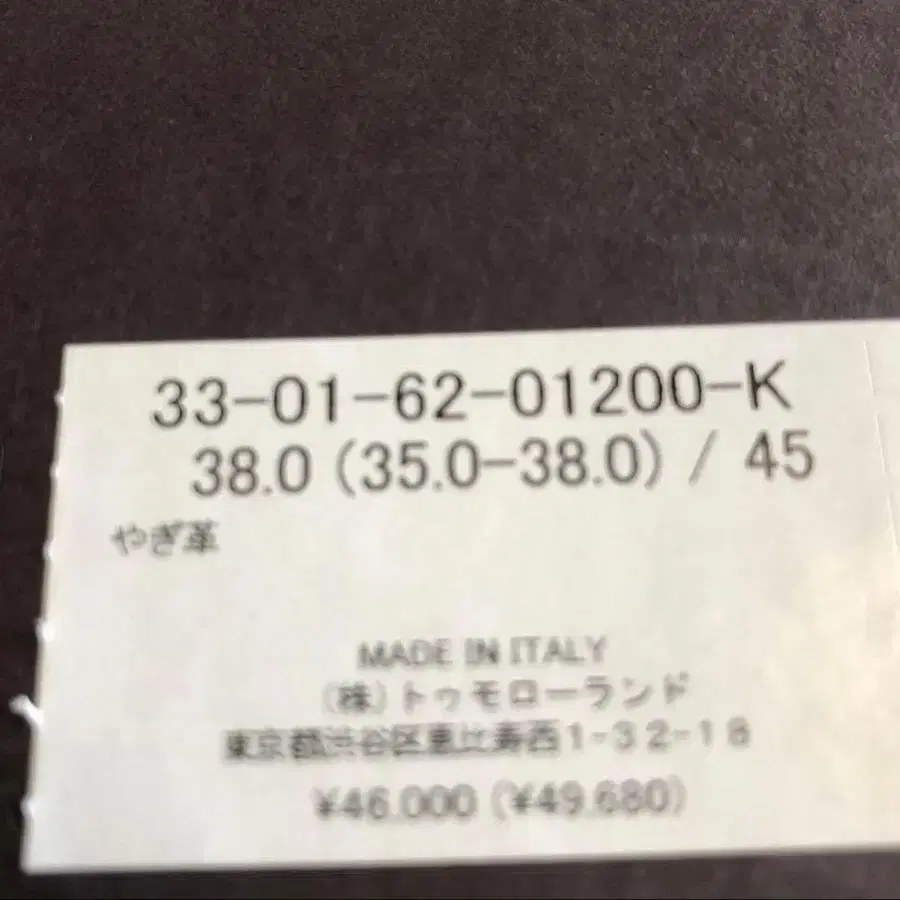 33-01-62-01200-K
38.0 (35.0-38.0) / 45
やぎ革
MADE IN ITALY
(株)トゥモローランド
東京都渋谷区恵比寿西1-32-18
¥46.000 (¥49.680)